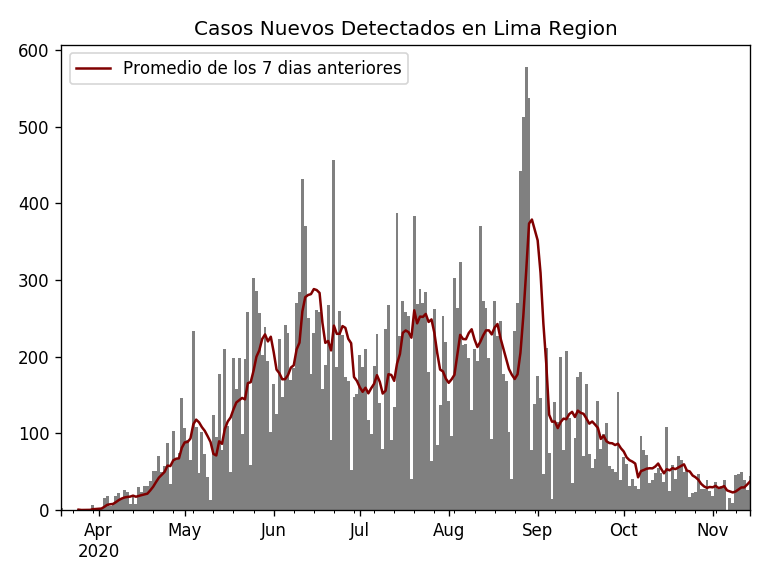 Casos Nuevos Detectados en Lima Region
Promedio de los 7 dias anteriores
600
500
400
300
200
100
0
Apr
2020
May
Jun
Jul
Aug
Sep
Oct
Nov